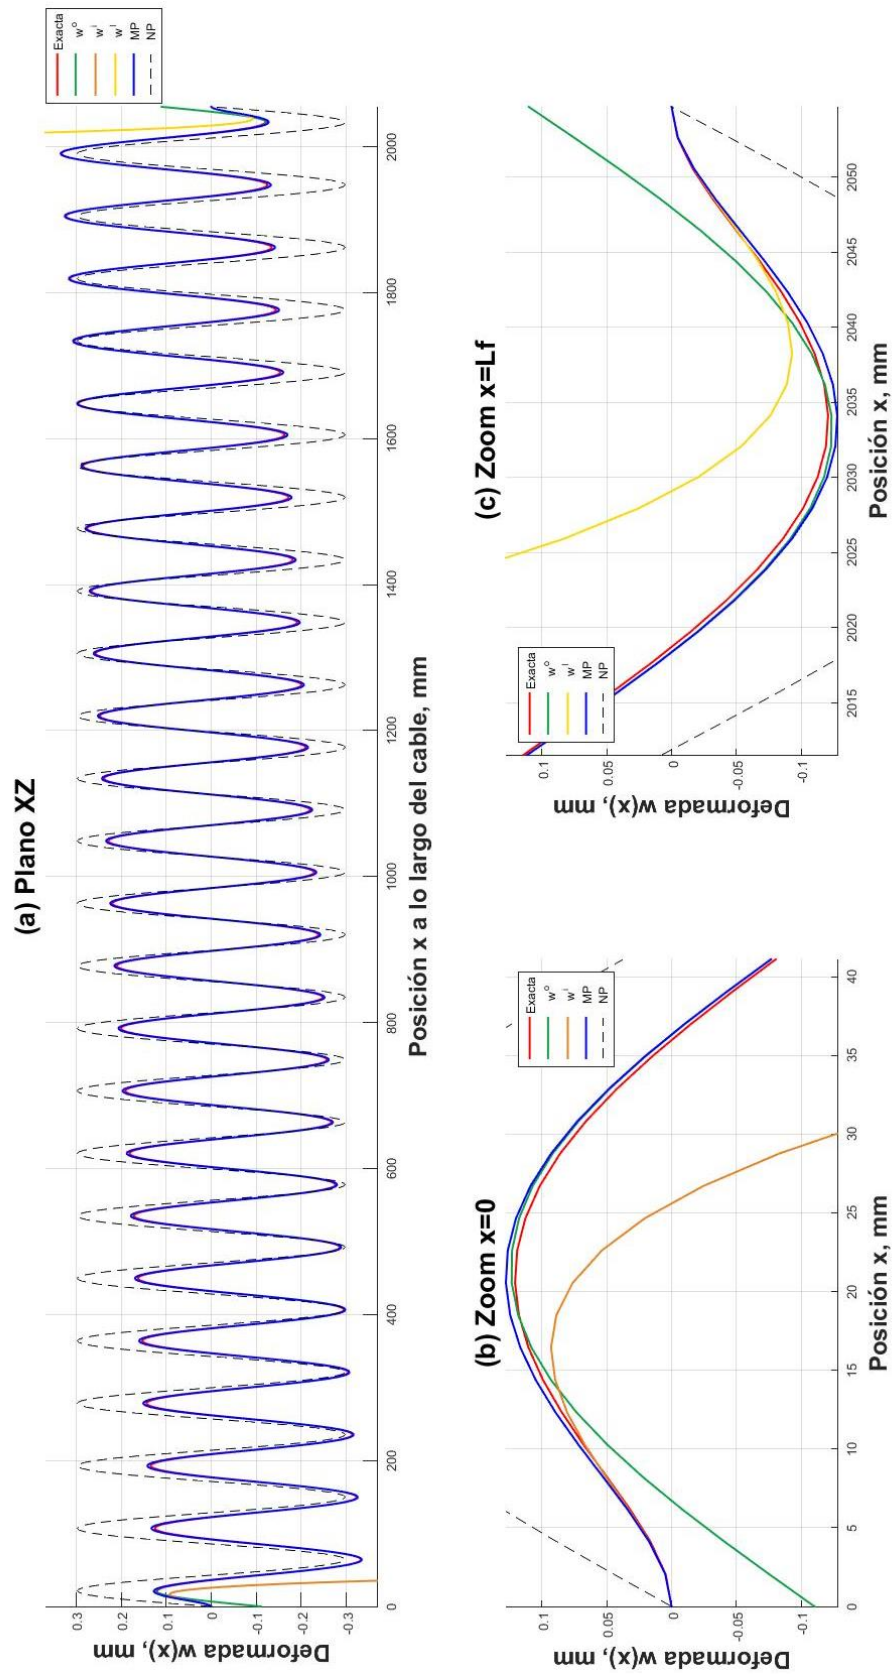 (a) Plano XZ
Deformada w(x), mm
0.3
0.2
0.1
0
-0.1
-0.2
-0.3
0
200
400
600
800
1000
1200
1400
1600
1800
2000
Posición x a lo largo del cable, mm
Exacta
w^o
w^i
w^l
MP
NP
(b) Zoom x=0
Deformada w(x), mm
0.1
0.05
0
-0.05
-0.1
0
5
10
15
20
25
30
35
40
Posición x, mm
Exacta
w^o
w^i
MP
NP
(c) Zoom x=Lf
Deformada w(x), mm
0.1
0.05
0
-0.05
-0.1
2015
2020
2025
2030
2035
2040
2045
2050
Posición x, mm
Exacta
w^o
w^l
MP
NP